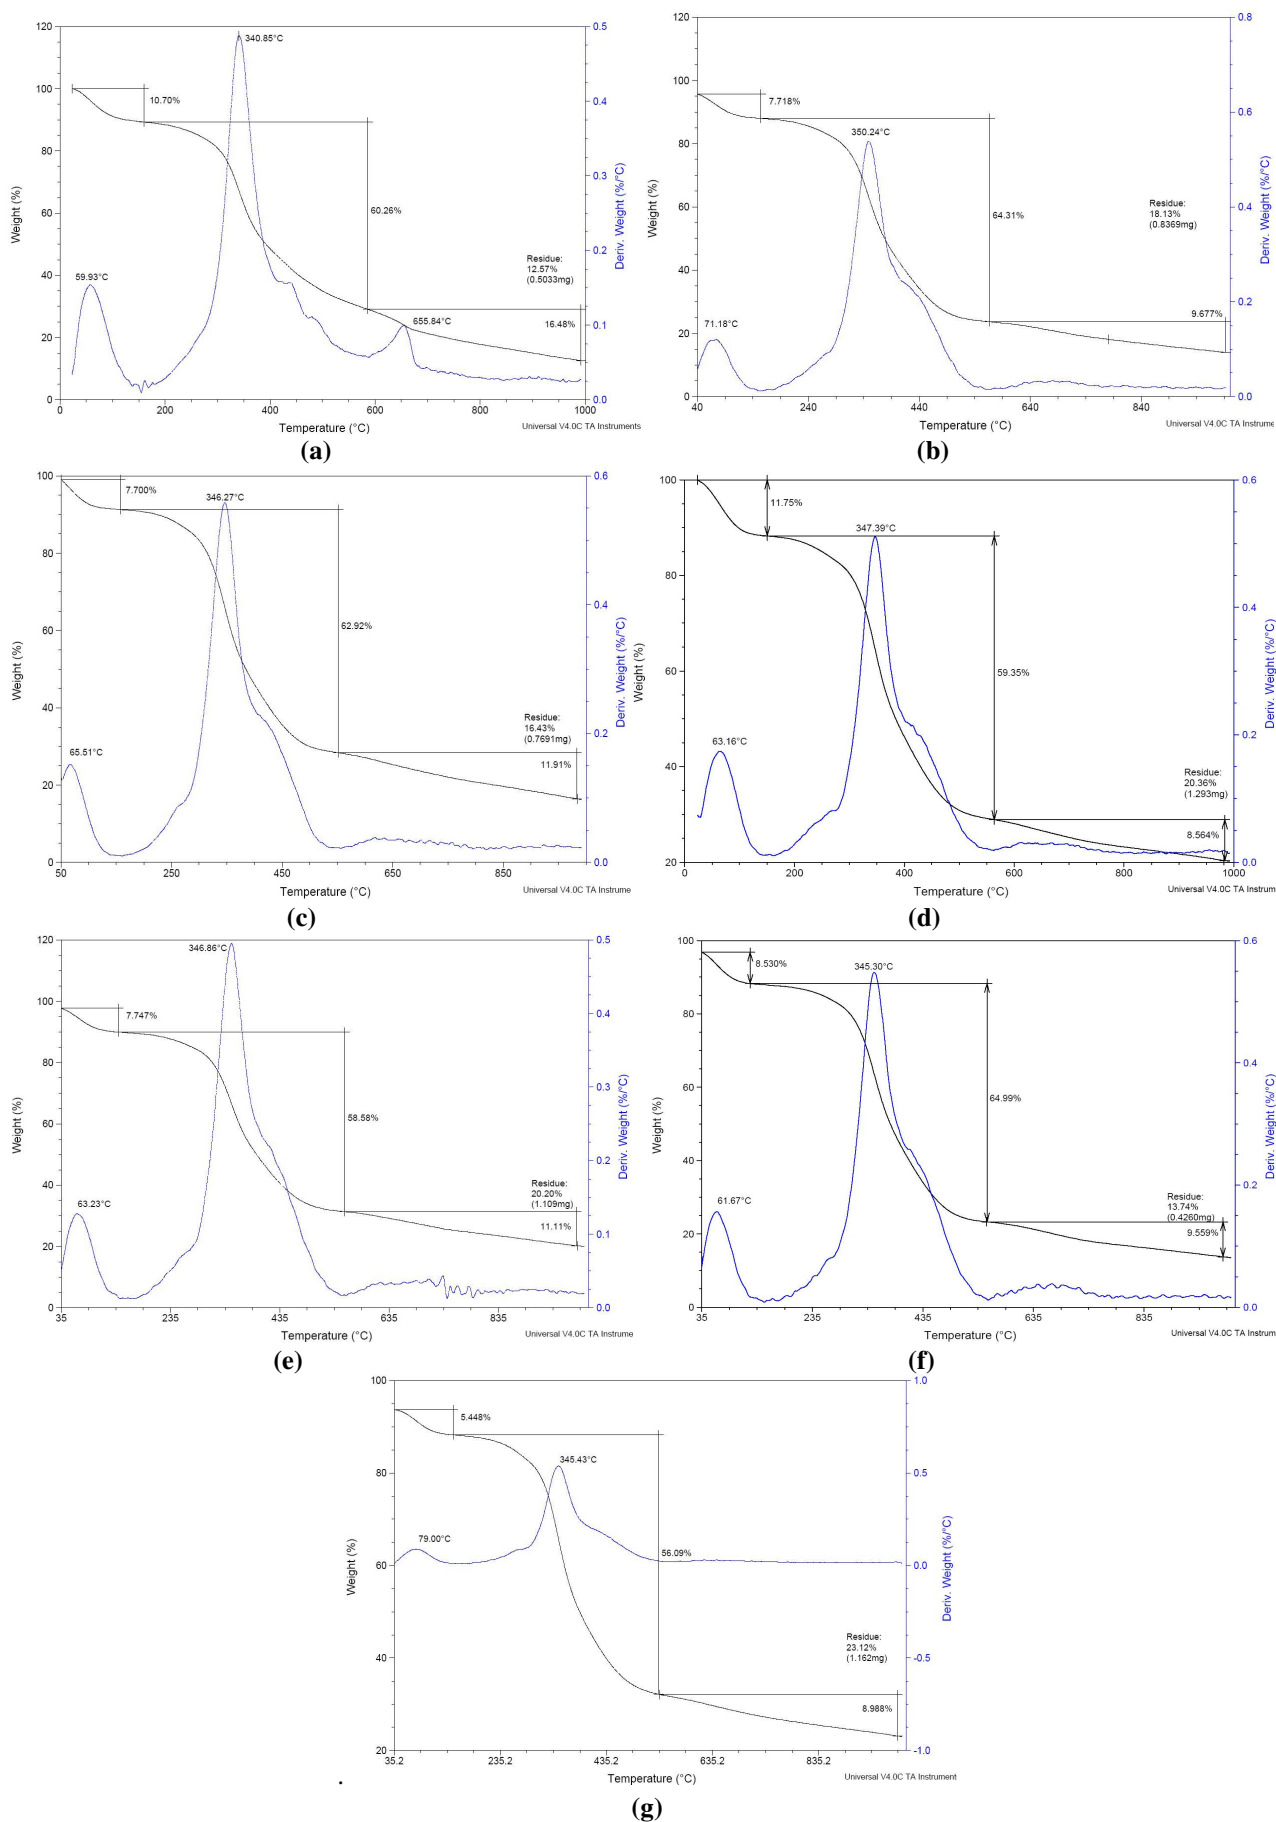 120
100
80
60
40
20
0
Weight (%)
340.85°C
10.70%
60.26%
59.93°C
655.84°C
Residue:
12.57%
(0.5033mg)
16.48%
0.5
0.4
0.3
0.2
0.1
0.0
Deriv. Weight (%/°C)
0 200 400 600 800 1000
Temperature (°C)
Universal V4.0C TA Instruments
(a)
100
80
60
40
20
0
Weight (%)
7.718%
350.24°C
64.31%
71.18°C
Residue:
18.13%
(0.8369mg)
9.677%
0.8
0.6
0.4
0.2
0.0
Deriv. Weight (%/°C)
40 240 440 640 840
Temperature (°C)
Universal V4.0C TA Instrume
(b)
100
80
60
40
20
0
Weight (%)
7.700%
346.27°C
62.92%
65.51°C
Residue:
16.43%
(0.7691mg)
11.91%
0.6
0.4
0.2
0.0
Deriv. Weight (%/°C)
50 250 450 650 850
Temperature (°C)
Universal V4.0C TA Instrume
(c)
100
80
60
40
20
Weight (%)
11.75%
347.39°C
59.35%
63.16°C
Residue:
20.36%
(1.293mg)
8.564%
0.6
0.4
0.2
0.0
Deriv. Weight (%/°C)
0 200 400 600 800 1000
Temperature (°C)
Universal V4.0C TA Instrum
(d)
120
100
80
60
40
20
0
Weight (%)
346.86°C
7.747%
58.58%
63.23°C
Residue:
20.20%
(1.109mg)
11.11%
0.5
0.4
0.3
0.2
0.1
0.0
Deriv. Weight (%/°C)
35 235 435 635 835
Temperature (°C)
Universal V4.0C TA Instrume
(e)
100
80
60
40
20
0
Weight (%)
8.530%
345.30°C
64.99%
61.67°C
Residue:
13.74%
(0.4260mg)
9.559%
0.6
0.4
0.2
0.0
Deriv. Weight (%/°C)
35 235 435 635 835
Temperature (°C)
Universal V4.0C TA Instrum
(f)
100
80
60
40
20
Weight (%)
5.448%
345.43°C
79.00°C
56.09%
Residue:
23.12%
(1.162mg)
8.988%
1.0
0.5
0.0
-0.5
-1.0
Deriv. Weight (%/°C)
35.2 235.2 435.2 635.2 835.2
Temperature (°C)
Universal V4.0C TA Instrument
.
(g)